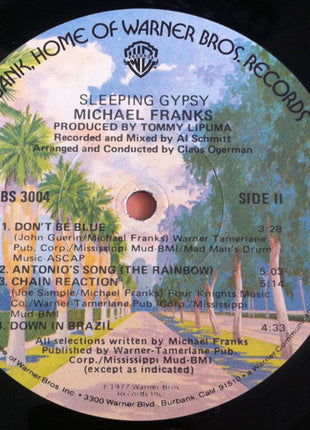 BANK, HOME OF WARNER BROS. RECORDS
SLEEPING GYPSY
MICHAEL FRANKS
PRODUCED BY TOMMY LIPUMA
Recorded and Mixed by Al Schmitt
Arranged and Conducted by Claus Ogerman
BS 3004
SIDE II
1. DON'T BE BLUE 3:28
(John Guerin/Michael Franks) Warner-Tamerlane
Pub. Corp./Mississippi Mud-BMI/Mad Man's Drum
Music-ASCAP
2. ANTONIO'S SONG (THE RAINBOW) 5:03
3. CHAIN REACTION 5:14
(Joe Sample/Michael Franks) Four Knights Music
Co./Warner-Tamerlane Pub. Corp./Mississippi
Mud-BMI
DOWN IN BRAZIL 4:33
All selections written by Michael Franks
Published by Warner-Tamerlane Pub.
Corp./Mississippi Mud-BMI
(except as indicated)
℗ 1977 Warner Bros.
Records Inc.
of Warner Bros Inc. • 3300 Warner Blvd., Burbank, Cal. 91510 • a Warner Commun